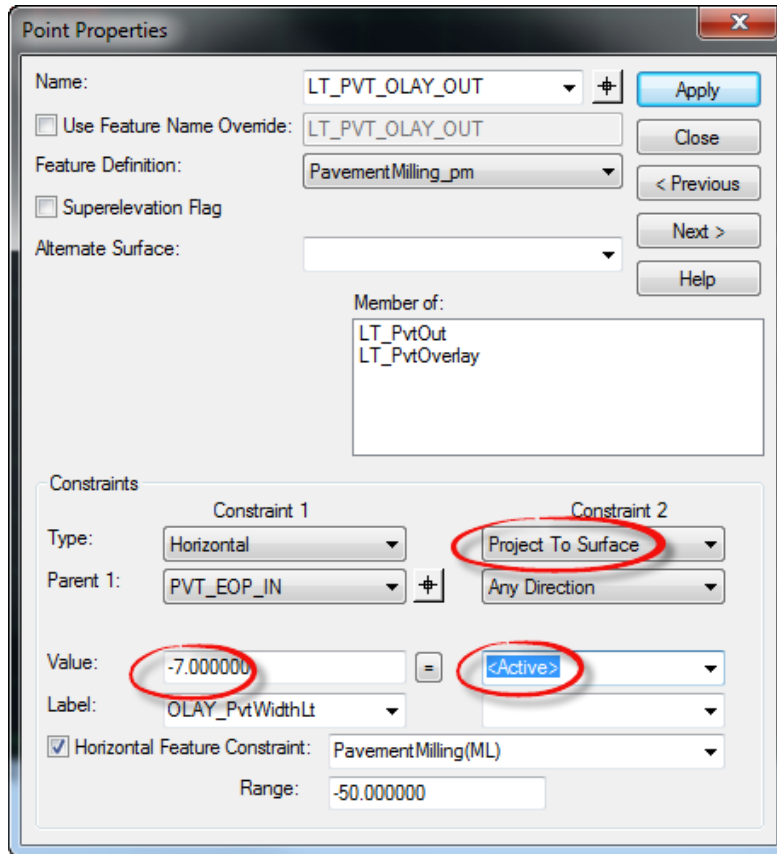 Point Properties
Name:
LT_PVT_OLAY_OUT
Apply
Use Feature Name Override:
LT_PVT_OLAY_OUT
Close
Feature Definition:
PavementMilling_pm
< Previous
Superelevation Flag
Next >
Alternate Surface:
Help
Member of:
LT_PvtOut
LT_PvtOverlay
Constraints
Constraint 1
Constraint 2
Type:
Horizontal
Project To Surface
Parent 1:
PVT_EOP_IN
Any Direction
Value:
-7.000000
=
<Active>
Label:
OLAY_PvtWidthLt
Horizontal Feature Constraint:
PavementMilling(ML)
Range:
-50.000000